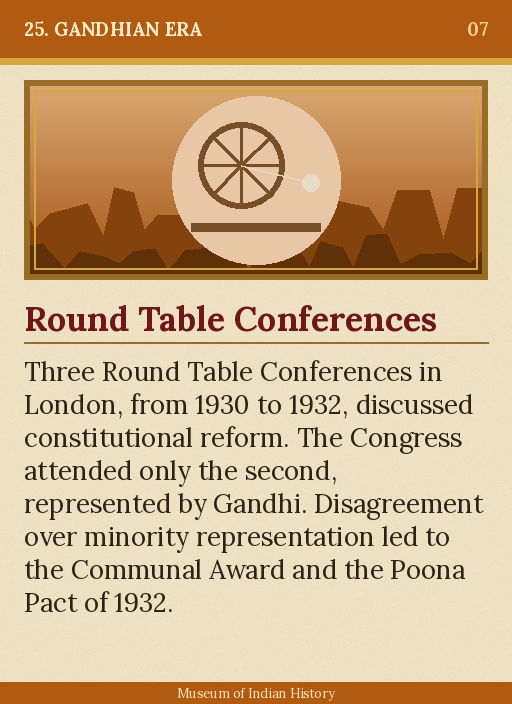 25. GANDHIAN ERA
07
Round Table Conferences
Three Round Table Conferences in
London, from 1930 to 1932, discussed
constitutional reform. The Congress
attended only the second,
represented by Gandhi. Disagreement
over minority representation led to
the Communal Award and the Poona
Pact of 1932.
Museum of Indian History